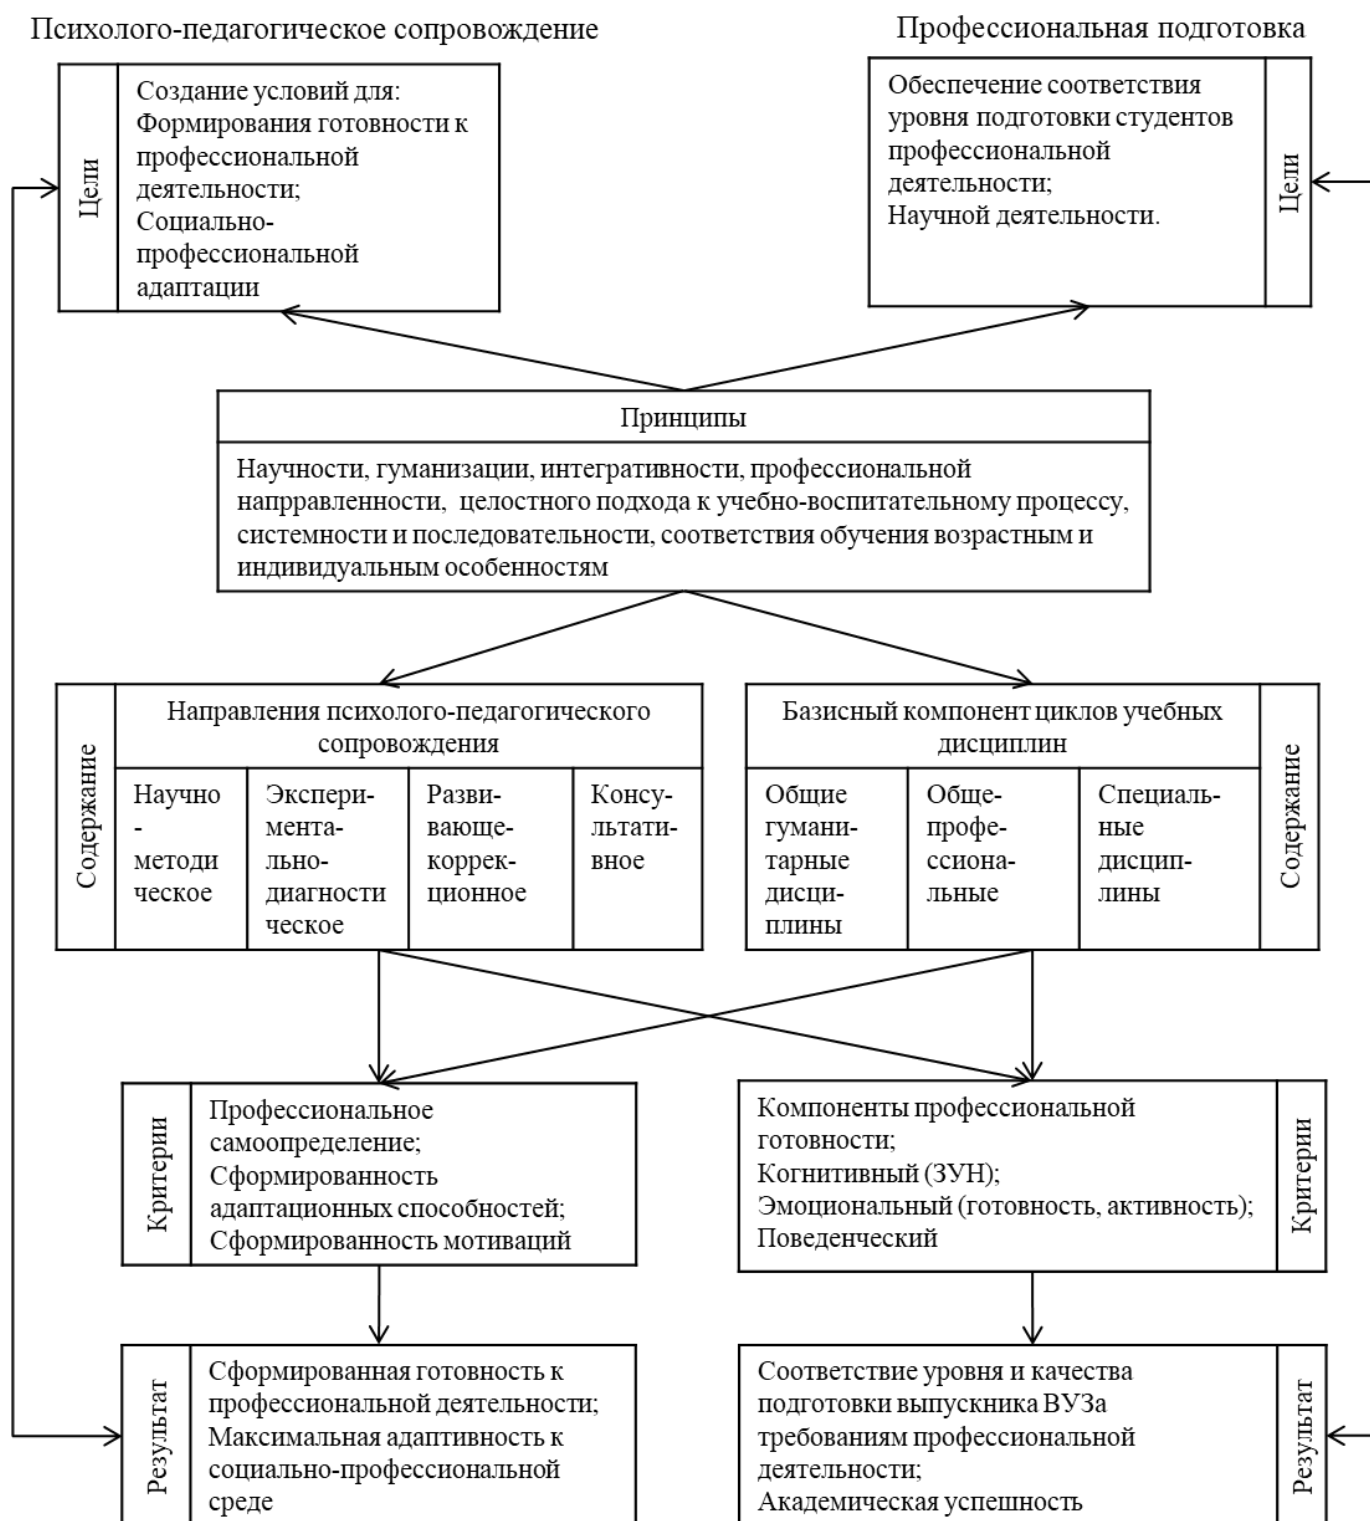 Психолого-педагогическое сопровождение
Профессиональная подготовка
Цели
Создание условий для:
Формирования готовности к
профессиональной
деятельности;
Социально-
профессиональной
адаптации
Обеспечение соответствия
уровня подготовки студентов
профессиональной
деятельности;
Научной деятельности.
Цели
Принципы
Научности, гуманизации, интегративности, профессиональной
напрравленности, целостного подхода к учебно-воспитательному процессу,
системности и последовательности, соответствия обучения возрастным и
индивидуальным особенностям
Содержание
Направления психолого-педагогического
сопровождения
Научно
-
методи
ческое
Экспери-
мента-
льно-
диагности
ческое
Разви-
вающе-
коррек-
ционное
Консу-
льтати-
вное
Базисный компонент циклов учебных
дисциплин
Общие
гумани-
тарные
дисци-
плины
Обще-
профе-
ссиона-
льные
Специаль-
ные
дисцип-
лины
Содержание
Критерии
Профессиональное
самоопределение;
Сформированность
адаптационных способностей;
Сформированность мотиваций
Компоненты профессиональной
готовности;
Когнитивный (ЗУН);
Эмоциональный (готовность, активность);
Поведенческий
Критерии
Результат
Сформированная готовность к
профессиональной деятельности;
Максимальная адаптивность к
социально-профессиональной
среде
Соответствие уровня и качества
подготовки выпускника ВУЗа
требованиям профессиональной
деятельности;
Академическая успешность
Результат